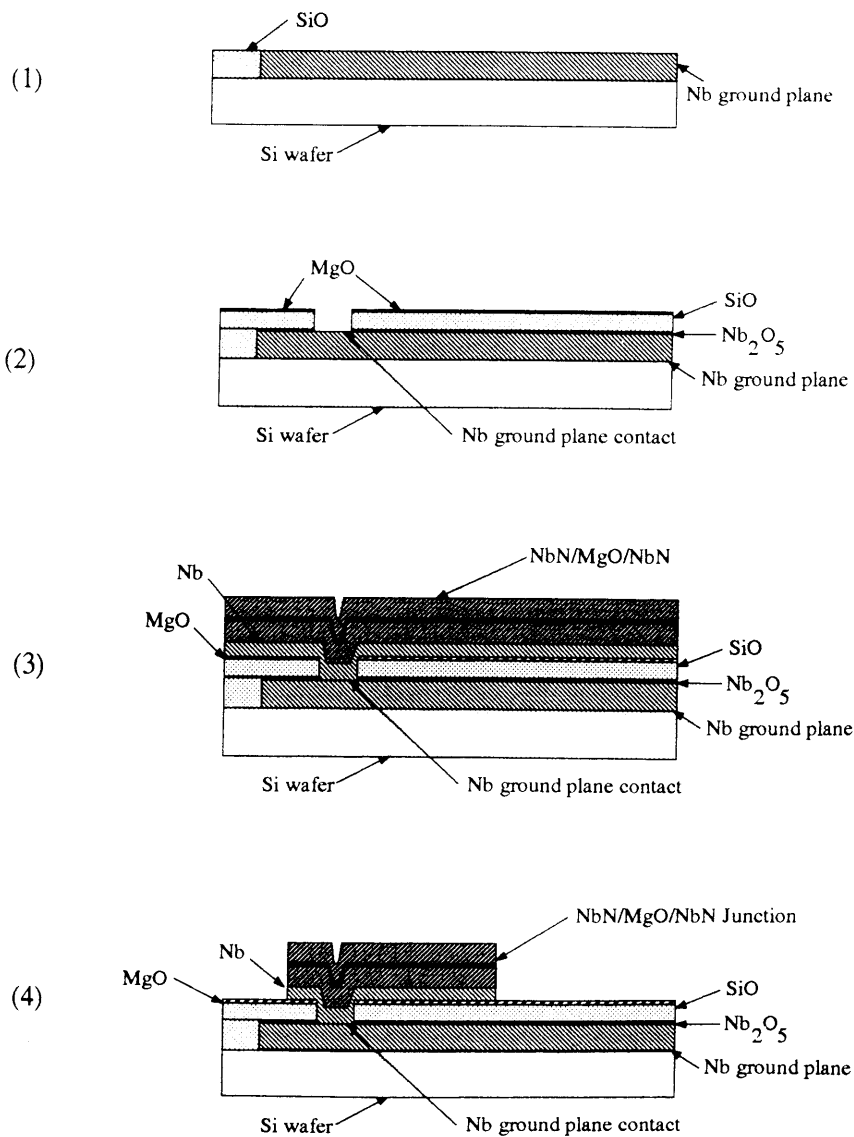 SiO
(1)
Nb ground plane
Si wafer
MgO
SiO
Nb2O5
(2)
Nb ground plane
Si wafer
Nb ground plane contact
NbN/MgO/NbN
Nb
MgO
SiO
(3)
Nb2O5
Nb ground plane
Si wafer
Nb ground plane contact
NbN/MgO/NbN Junction
Nb
MgO
SiO
(4)
Nb2O5
Nb ground plane
Si wafer
Nb ground plane contact